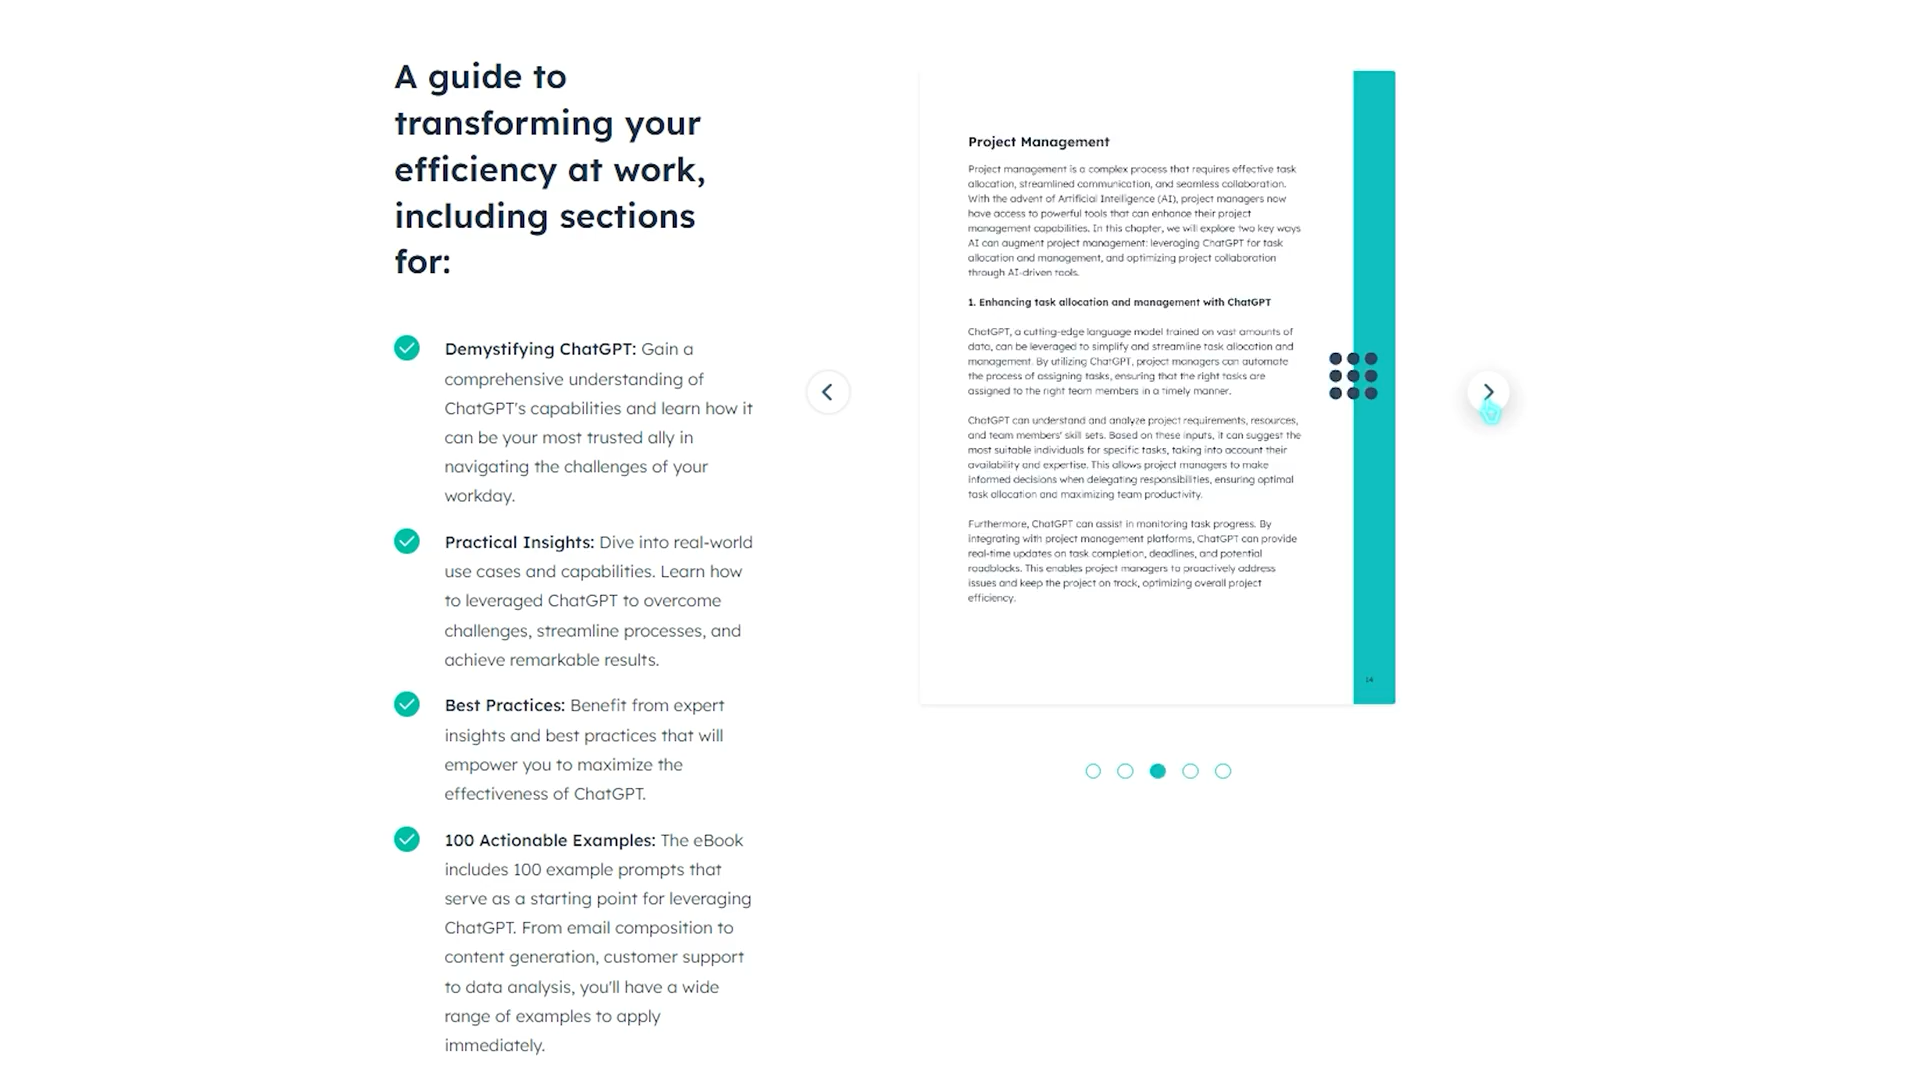 A guide to
transforming your
efficiency at work,
including sections
for:
Demystifying ChatGPT: Gain a
comprehensive understanding of
ChatGPT's capabilities and learn how it
can be your most trusted ally in
navigating the challenges of your
workday.
Practical Insights: Dive into real-world
use cases and capabilities. Learn how
to leveraged ChatGPT to overcome
challenges, streamline processes, and
achieve remarkable results.
Best Practices: Benefit from expert
insights and best practices that will
empower you to maximize the
effectiveness of ChatGPT.
100 Actionable Examples: The eBook
includes 100 example prompts that
serve as a starting point for leveraging
ChatGPT. From email composition to
content generation, customer support
to data analysis, you'll have a wide
range of examples to apply
immediately.
Project Management
Project management is a complex process that requires effective task
allocation, streamlined communication, and seamless collaboration.
With the advent of Artificial Intelligence (AI), project managers now
have access to powerful tools that can enhance their project
management capabilities. In this chapter, we will explore two key ways
AI can augment project management: leveraging ChatGPT for task
allocation and management, and optimizing project collaboration
through AI-driven tools.
1. Enhancing task allocation and management with ChatGPT
ChatGPT, a cutting-edge language model trained on vast amounts of
data, can be leveraged to simplify and streamline task allocation and
management. By utilizing ChatGPT, project managers can automate
the process of assigning tasks, ensuring that the right tasks are
assigned to the right team members in a timely manner.
ChatGPT can understand and analyze project requirements, resources,
and team members' skill sets. Based on these inputs, it can suggest the
most suitable individuals for specific tasks, taking into account their
availability and expertise. This allows project managers to make
informed decisions when delegating responsibilities, ensuring optimal
task allocation and maximizing team productivity.
Furthermore, ChatGPT can assist in monitoring task progress. By
integrating with project management platforms, ChatGPT can provide
real-time updates on task completion, deadlines, and potential
roadblocks. This enables project managers to proactively address
issues and keep the project on track, optimizing overall project
efficiency.
14